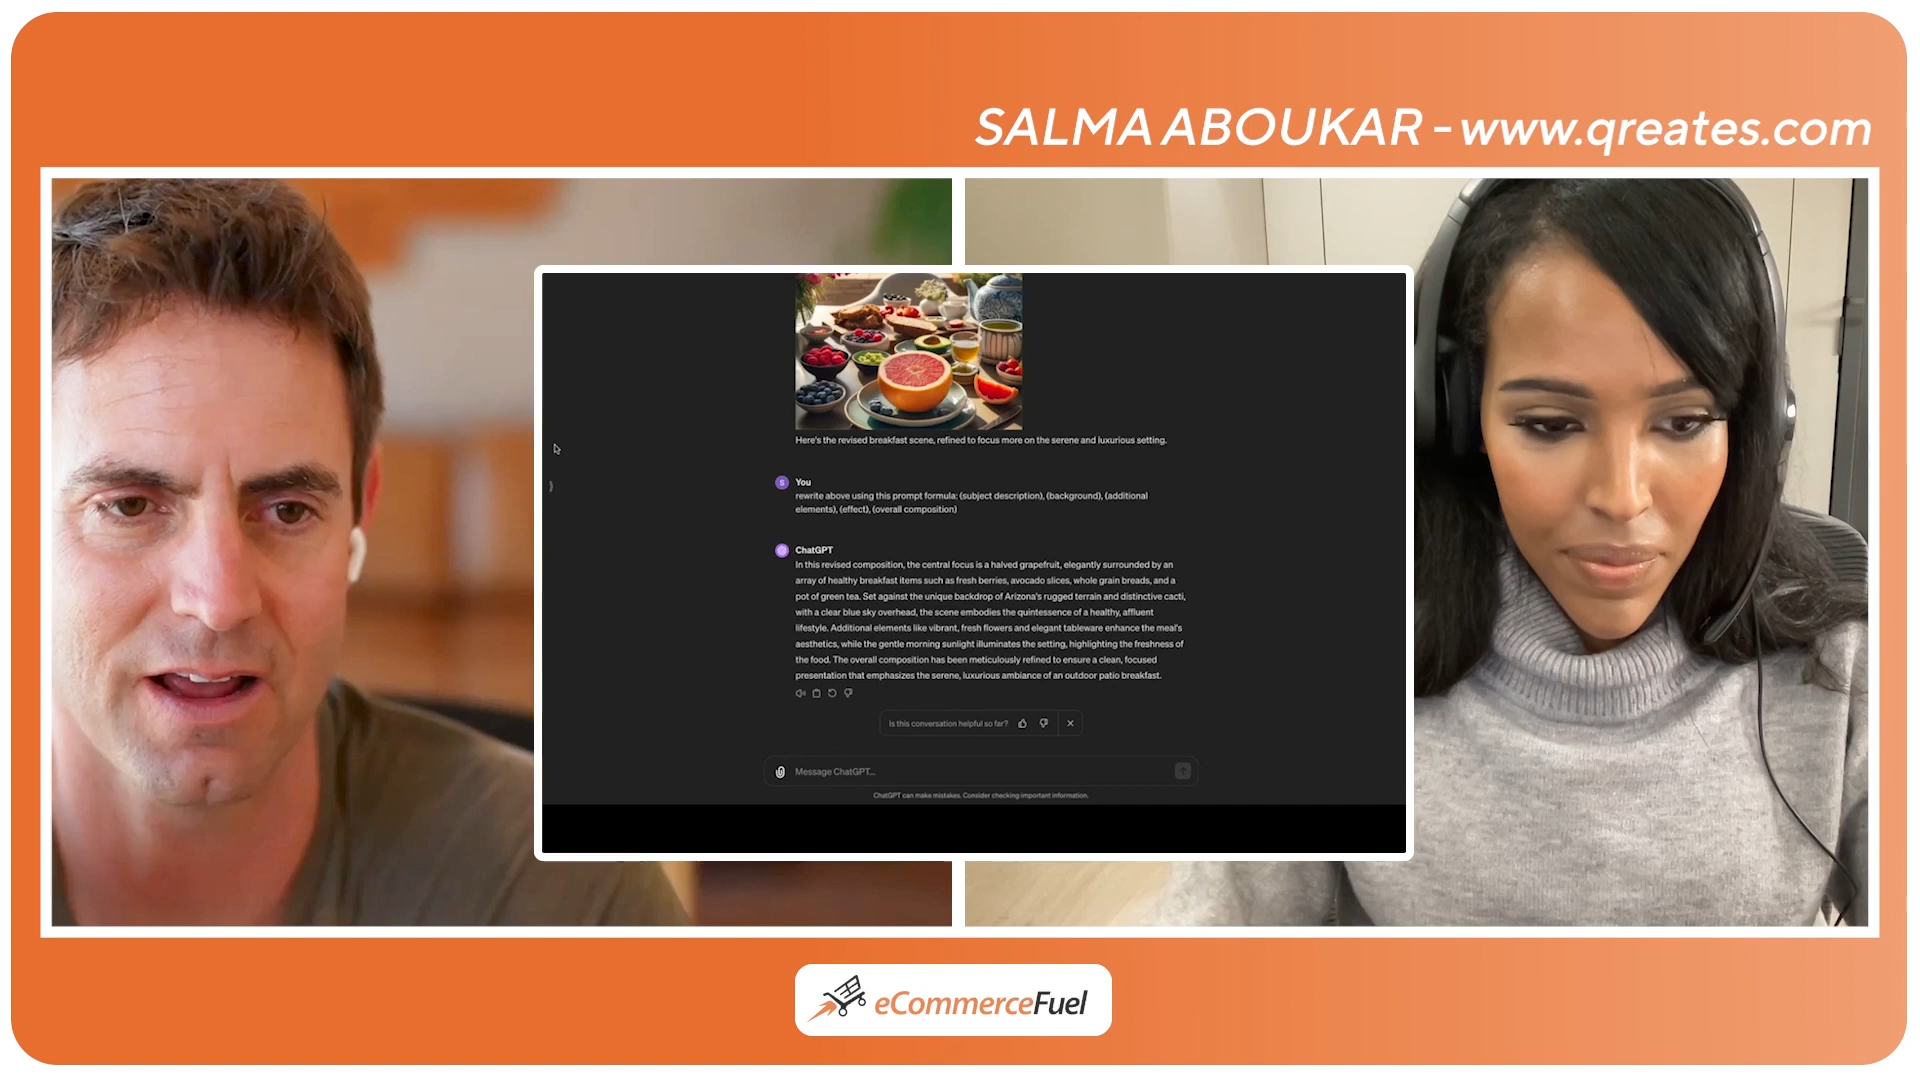 SALMA ABOUKAR - www.qreates.com
Here's the revised breakfast scene, refined to focus more on the serene and luxurious setting.
S
You
rewrite above using this prompt formula: (subject description), (background), (additional
elements), (effect), (overall composition)
ChatGPT
In this revised composition, the central focus is a halved grapefruit, elegantly surrounded by an
array of healthy breakfast items such as fresh berries, avocado slices, whole grain breads, and a
pot of green tea. Set against the unique backdrop of Arizona's rugged terrain and distinctive cacti,
with a clear blue sky overhead, the scene embodies the quintessence of a healthy, affluent
lifestyle. Additional elements like vibrant, fresh flowers and elegant tableware enhance the meal's
aesthetics, while the gentle morning sunlight illuminates the setting, highlighting the freshness of
the food. The overall composition has been meticulously refined to ensure a clean, focused
presentation that emphasizes the serene, luxurious ambiance of an outdoor patio breakfast.
Is this conversation helpful so far?
Message ChatGPT...
ChatGPT can make mistakes. Consider checking important information.
eCommerceFuel